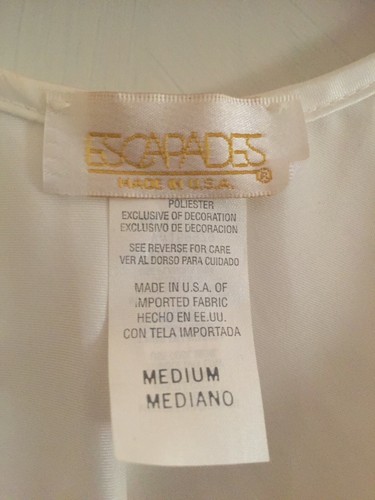 ESCAPADES
MADE IN U.S.A. ®
POLIESTER
EXCLUSIVE OF DECORATION
EXCLUSIVO DE DECORACION
SEE REVERSE FOR CARE
VER AL DORSO PARA CUIDADO
MADE IN U.S.A. OF
IMPORTED FABRIC
HECHO EN EE.UU.
CON TELA IMPORTADA
MEDIUM
MEDIANO